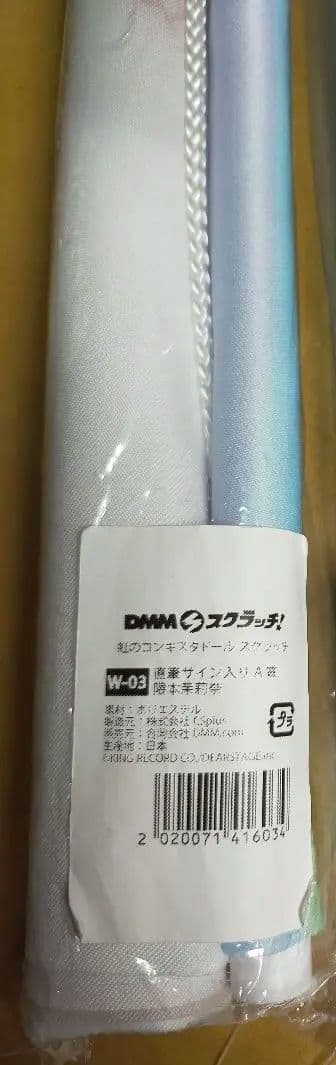 DMM スクラッチ!
虹のコンキスタドール スクラッチ
W-03 直筆サイン入り A賞
隈本茉莉奈
素材:ポリエステル
製造元:株式会社 CSplus
販売元:合同会社 DMM.com
生産地:日本
©KING RECORD CO./DEARSTAGE.inc
プラ
2 020071 416034